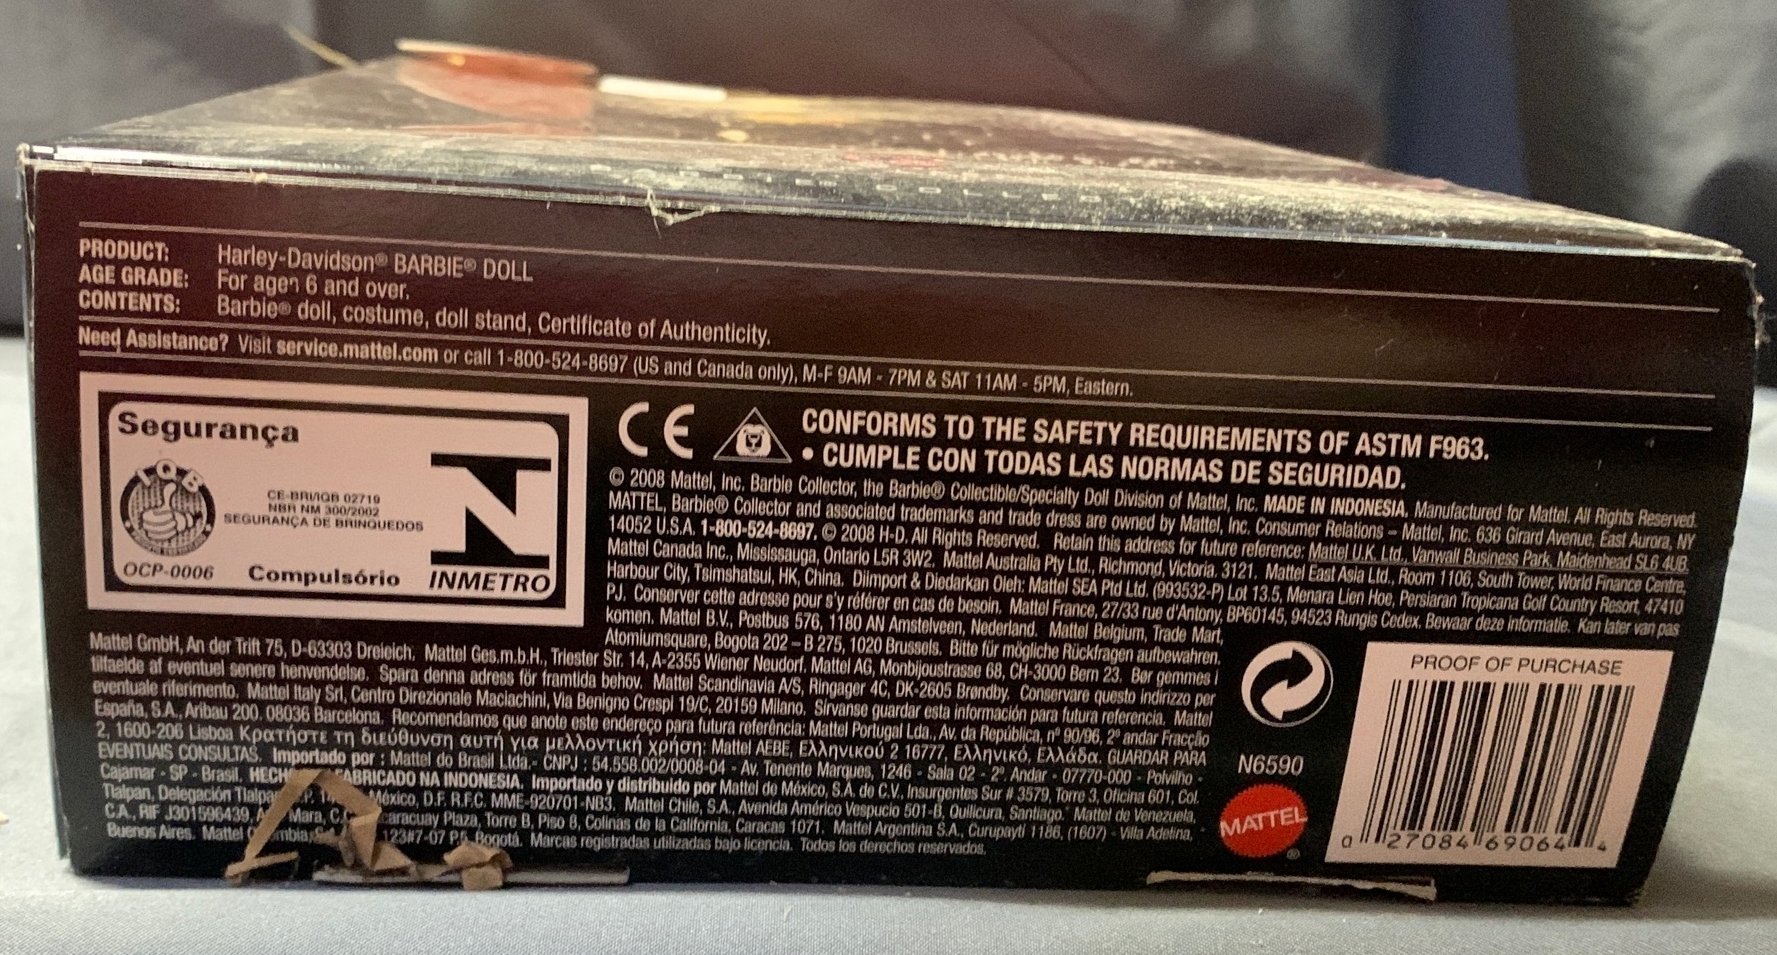 PRODUCT: Harley-Davidson® BARBIE® DOLL
AGE GRADE: For ages 6 and over.
CONTENTS: Barbie® doll, costume, doll stand, Certificate of Authenticity.
Need Assistance? Visit service.mattel.com or call 1-800-524-8697 (US and Canada only), M-F 9AM - 7PM & SAT 11AM - 5PM, Eastern.
Segurança
IQB
CE-BRI/IQB 02719
NBR NM 300/2002
SEGURANÇA DE BRINQUEDOS
OCP-0006 Compulsório INMETRO
CE
CONFORMS TO THE SAFETY REQUIREMENTS OF ASTM F963.
• CUMPLE CON TODAS LAS NORMAS DE SEGURIDAD.
© 2008 Mattel, Inc. Barbie Collector, the Barbie® Collectible/Specialty Doll Division of Mattel, Inc. MADE IN INDONESIA. Manufactured for Mattel. All Rights Reserved.
MATTEL, Barbie® Collector and associated trademarks and trade dress are owned by Mattel, Inc. Consumer Relations – Mattel, Inc. 636 Girard Avenue, East Aurora, NY
14052 U.S.A. 1-800-524-8697. © 2008 H-D. All Rights Reserved. Retain this address for future reference: Mattel U.K. Ltd., Vanwall Business Park, Maidenhead SL6 4UB.
Mattel Canada Inc., Mississauga, Ontario L5R 3W2. Mattel Australia Pty Ltd., Richmond, Victoria. 3121. Mattel East Asia Ltd., Room 1106, South Tower, World Finance Centre,
Harbour City, Tsimshatsui, HK, China. Diimport & Diedarkan Oleh: Mattel SEA Ptd Ltd. (993532-P) Lot 13.5, Menara Lien Hoe, Persiaran Tropicana Golf Country Resort, 47410
PJ. Conserver cette adresse pour s'y référer en cas de besoin. Mattel France, 27/33 rue d'Antony, BP60145, 94523 Rungis Cedex. Bewaar deze informatie. Kan later van pas
komen. Mattel B.V., Postbus 576, 1180 AN Amstelveen, Nederland. Mattel Belgium, Trade Mart,
Atomiumsquare, Bogota 202 – B 275, 1020 Brussels. Bitte für mögliche Rückfragen aufbewahren.
Mattel GmbH, An der Trift 75, D-63303 Dreieich. Mattel Ges.m.b.H., Triester Str. 14, A-2355 Wiener Neudorf. Mattel AG, Monbijoustrasse 68, CH-3000 Bern 23. Bør gemmes i
tilfælde af eventuel senere henvendelse. Spara denna adress för framtida behov. Mattel Scandinavia A/S, Ringager 4C, DK-2605 Brøndby. Conservare questo indirizzo per
eventuale riferimento. Mattel Italy Srl, Centro Direzionale Maciachini, Via Benigno Crespi 19/C, 20159 Milano. Sírvanse guardar esta información para futura referencia. Mattel
España, S.A., Aribau 200. 08036 Barcelona. Recomendamos que anote este endereço para futura referência: Mattel Portugal Lda., Av. da República, nº 90/96, 2º andar Fracção
2, 1600-206 Lisboa Κρατήστε τη διεύθυνση αυτή για μελλοντική χρήση: Mattel AEBE, Ελληνικού 2 16777, Ελληνικό, Ελλάδα. GUARDAR PARA
EVENTUAIS CONSULTAS. Importado por : Mattel do Brasil Ltda.- CNPJ : 54.558.002/0008-04 - Av. Tenente Marques, 1246 - Sala 02 - 2º. Andar - 07770-000 - Polvilho -
Cajamar - SP - Brasil. FABRICADO NA INDONESIA. Importado y distribuido por Mattel de México, S.A. de C.V., Insurgentes Sur # 3579, Torre 3, Oficina 601, Col.
Tlalpan, Delegación México, D.F. R.F.C. MME-920701-NB3. Mattel Chile, S.A., Avenida Américo Vespucio 501-B, Quilicura, Santiago. Mattel de Venezuela,
C.A., RIF J301596439, Mara, Plaza, Torre B, Piso 8, Colinas de la California, Caracas 1071. Mattel Argentina S.A., Curupayti 1186, (1607) - Villa Adelina,
Buenos Aires. Mattel 123#7-07 Bogotá. Marcas registradas utilizadas bajo licencia. Todos los derechos reservados.
N6590
MATTEL®
PROOF OF PURCHASE
0 27084 69064 4